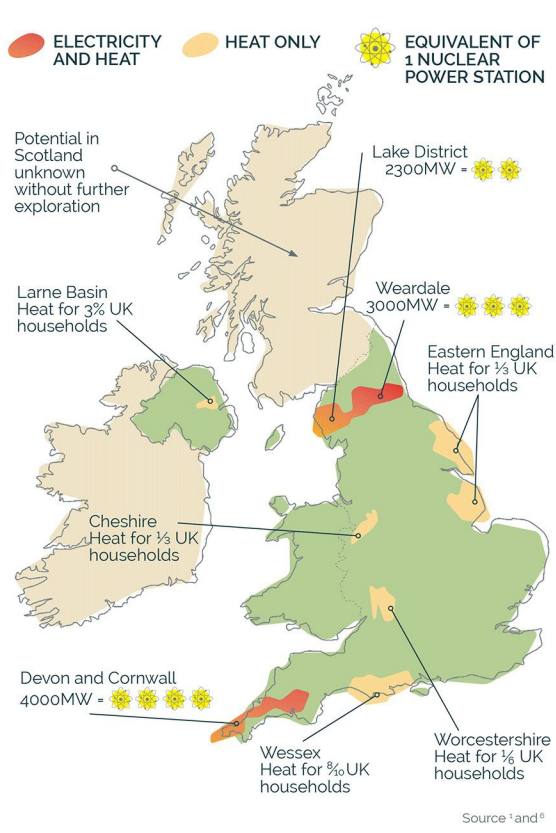 ELECTRICITY
AND HEAT
HEAT ONLY
EQUIVALENT OF
1 NUCLEAR
POWER STATION
Potential in
Scotland
unknown
without further
exploration
Lake District
2300MW =
Larne Basin
Heat for 3% UK
households
Weardale
3000MW =
Eastern England
Heat for ⅓ UK
households
Cheshire
Heat for ⅓ UK
households
Devon and Cornwall
4000MW =
Wessex
Heat for 8/10 UK
households
Worcestershire
Heat for ⅙ UK
households
Source ¹ and ⁶